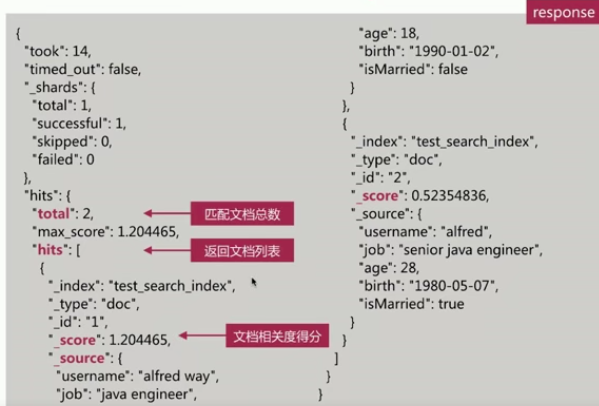 response
{
"took": 14,
"timed_out": false,
"_shards": {
"total": 1,
"successful": 1,
"skipped": 0,
"failed": 0
},
"hits": {
"total": 2,
匹配文档总数
"max_score": 1.204465,
"hits": [
返回文档列表
{
"_index": "test_search_index",
"_type": "doc",
"_id": "1",
"_score": 1.204465,
文档相关度得分
"_source": {
"username": "alfred way",
"job": "java engineer",
"age": 18,
"birth": "1990-01-02",
"isMarried": false
}
},
{
"_index": "test_search_index",
"_type": "doc",
"_id": "2",
"_score": 0.52354836,
"_source": {
"username": "alfred",
"job": "senior java engineer",
"age": 28,
"birth": "1980-05-07",
"isMarried": true
}
}
]
}
}